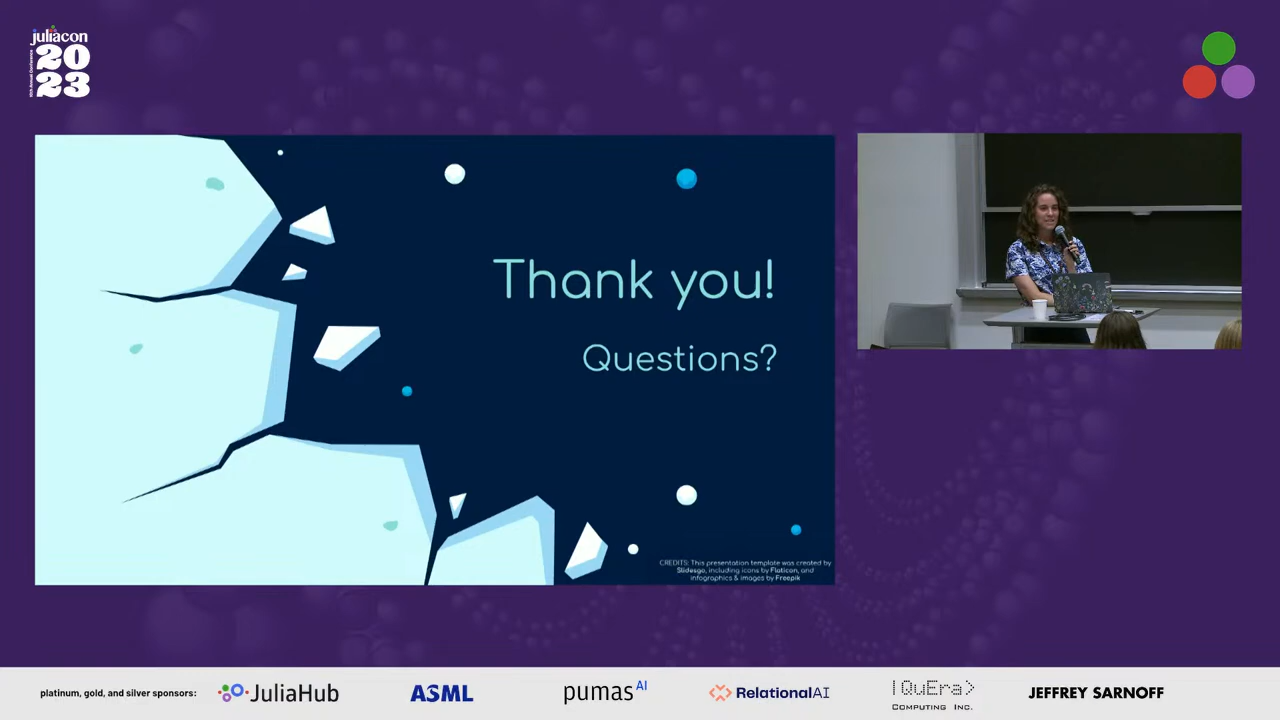 juliacon
20
23
Thank you!
Questions?
CREDITS: This presentation template was created by
Slidesgo, including icons by Flaticon, and
infographics & images by Freepik
platinum, gold, and silver sponsors:
JuliaHub
ASML
pumas AI
RelationalAI
|QuEra>
COMPUTING INC.
JEFFREY SARNOFF